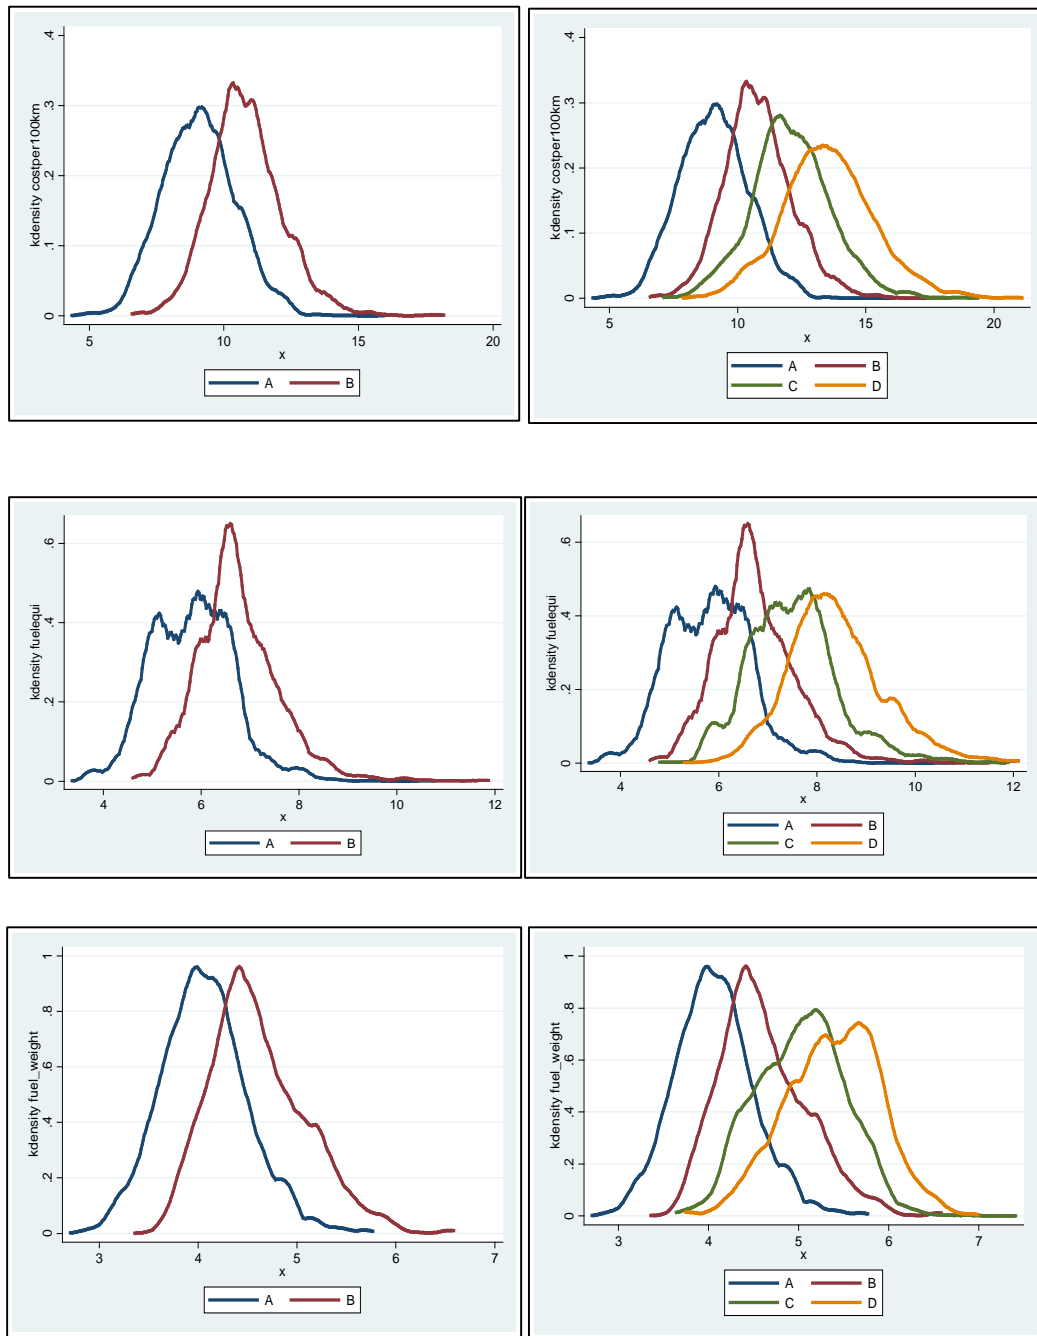 kdensity costper100km
.4
.3
.2
.1
0
5 10 15 20
x
A B
kdensity costper100km
.4
.3
.2
.1
0
5 10 15 20
x
A B
C D
kdensity fuelequi
.6
.4
.2
0
4 6 8 10 12
x
A B
kdensity fuelequi
.6
.4
.2
0
4 6 8 10 12
x
A B
C D
kdensity fuel_weight
1
.8
.6
.4
.2
0
3 4 5 6 7
x
A B
kdensity fuel_weight
1
.8
.6
.4
.2
0
3 4 5 6 7
x
A B
C D